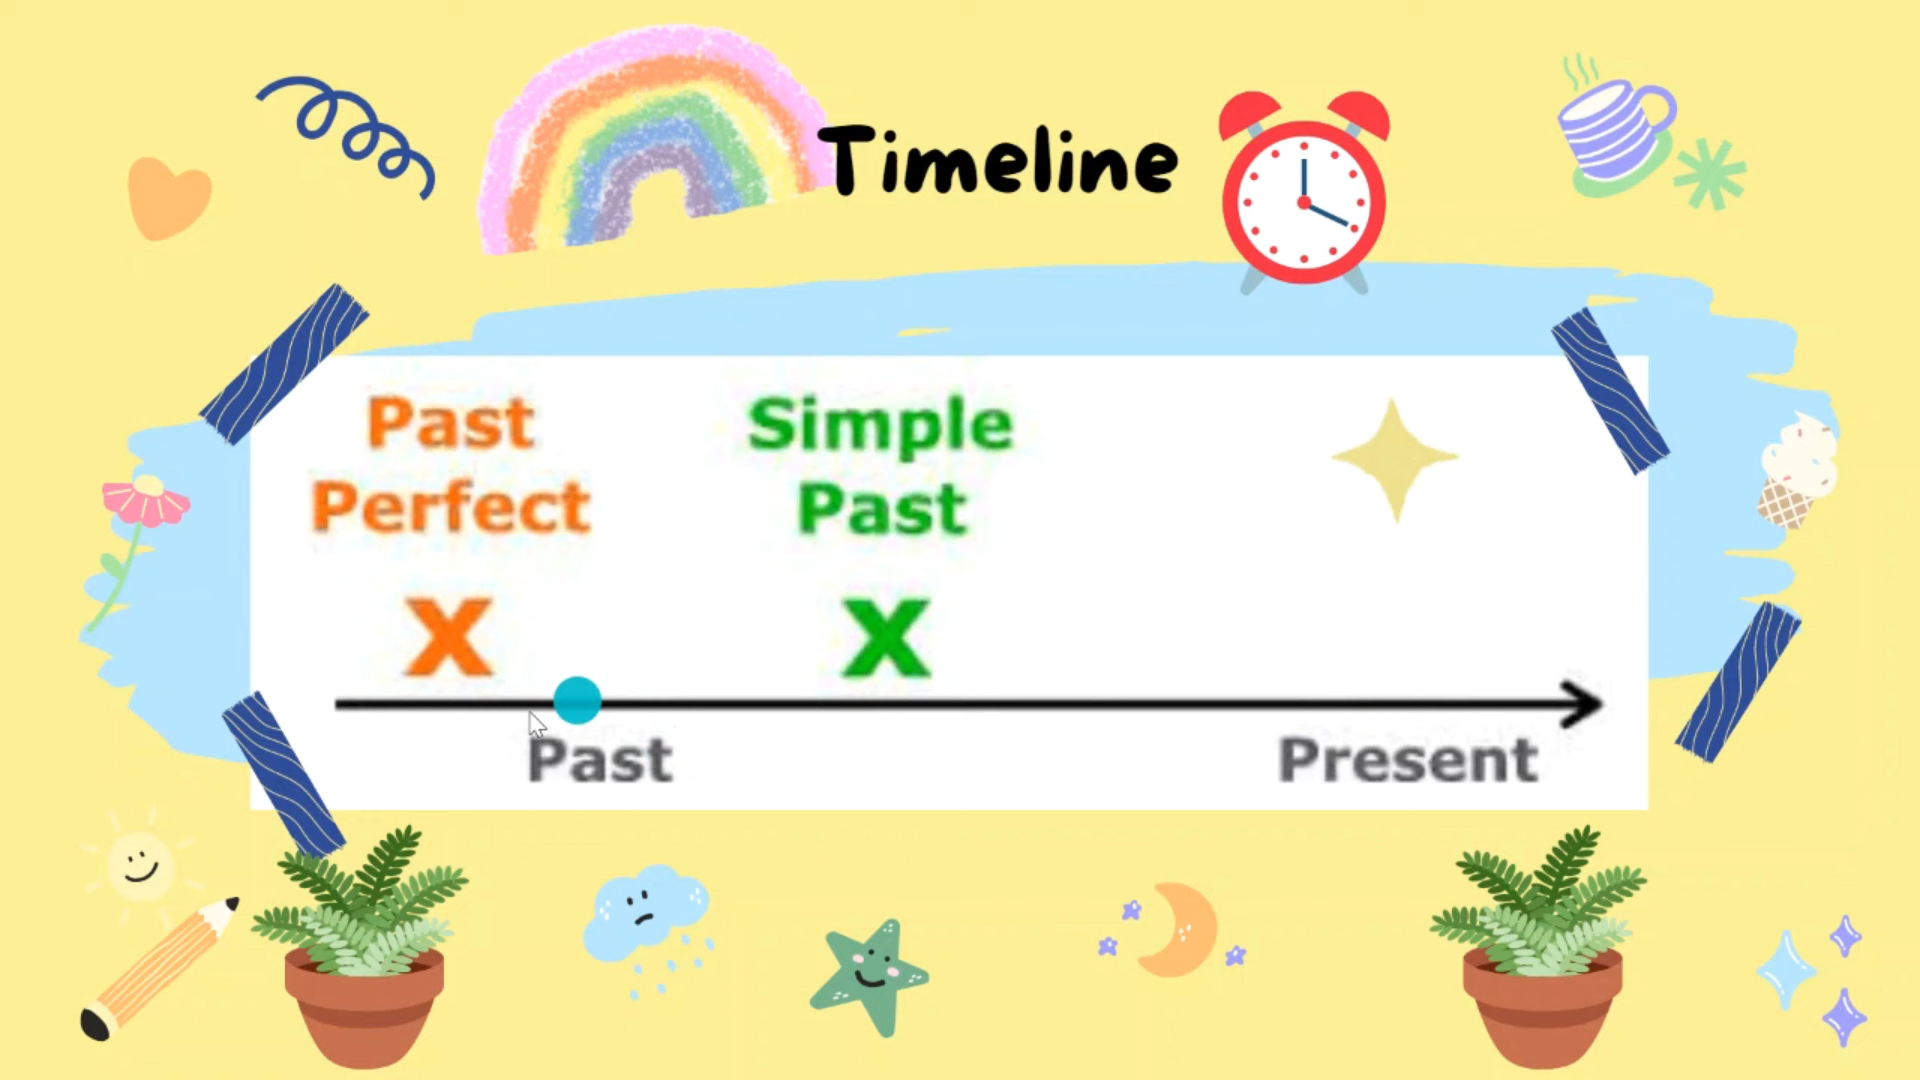 Timeline
Past Perfect
Simple Past
X
X
Past
Present